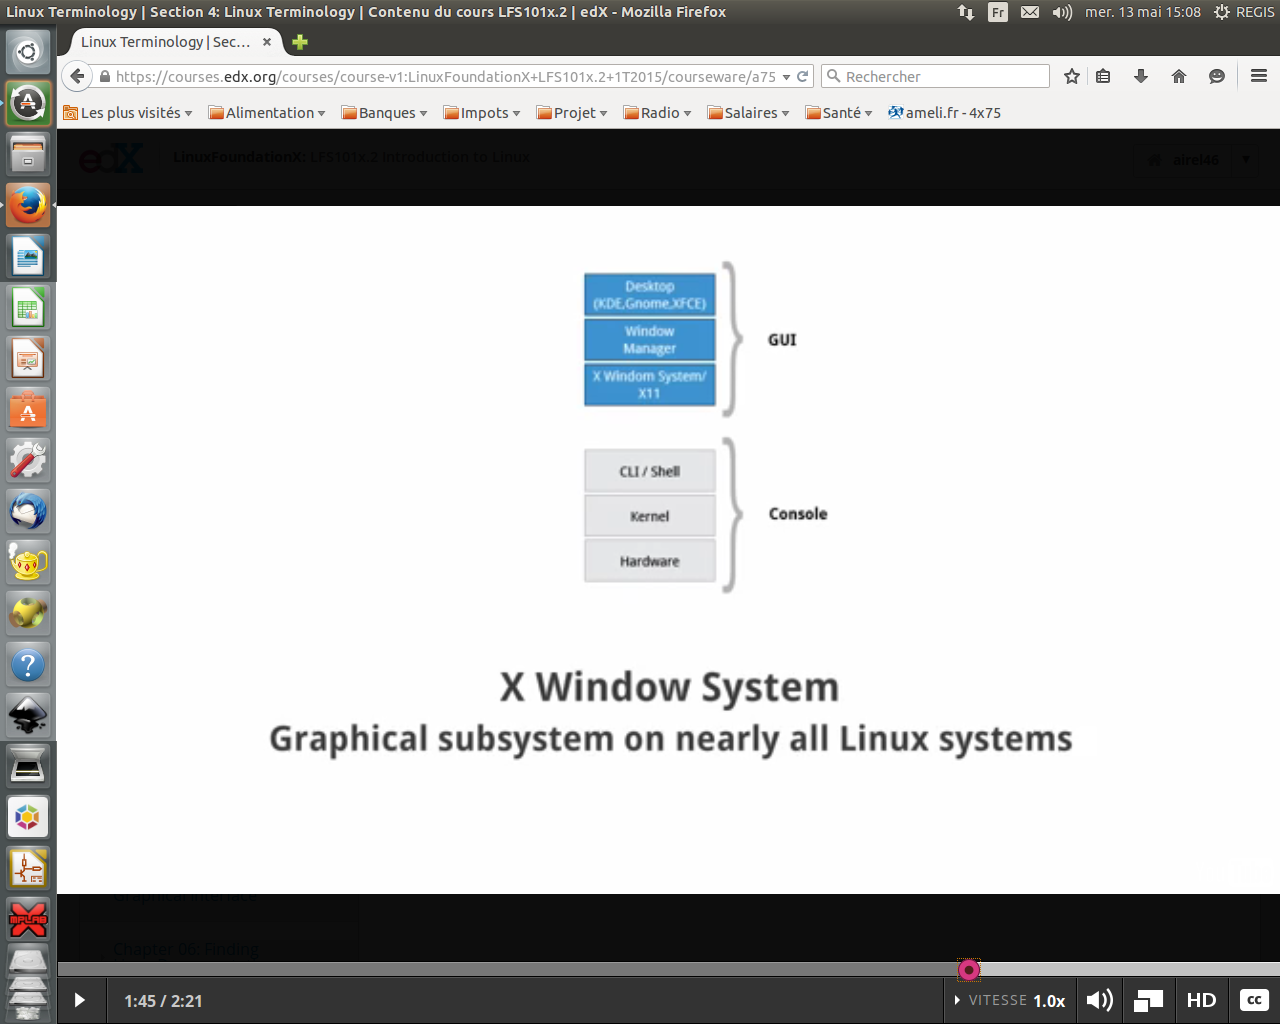 Linux Terminology | Section 4: Linux Terminology | Contenu du cours LFS101x.2 | edX - Mozilla Firefox
Fr
mer. 13 mai 15:08
REGIS
Linux Terminology | Sec...
https://courses.edx.org/courses/course-v1:LinuxFoundationX+LFS101x.2+1T2015/courseware/a75
Rechercher
Les plus visités
Alimentation
Banques
Impots
Projet
Radio
Salaires
Santé
ameli.fr - 4x75
edX
LinuxFoundationX: LFS101x.2 Introduction to Linux
airel46
Desktop
(KDE,Gnome,XFCE)
Window
Manager
X Windom System/
X11
GUI
CLI / Shell
Kernel
Hardware
Console
X Window System
Graphical subsystem on nearly all Linux systems
Graphical Interface
Chapter 06: Finding
MPLAB
1:45 / 2:21
VITESSE 1.0x
HD
cc